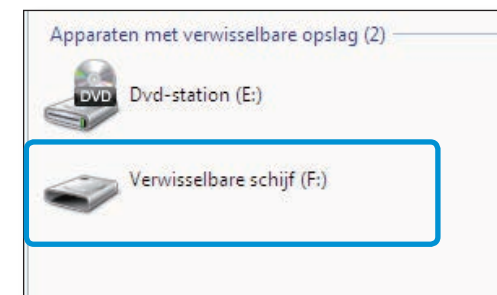 Apparaten met verwisselbare opslag (2)
DVD
Dvd-station (E:)
Verwisselbare schijf (F:)